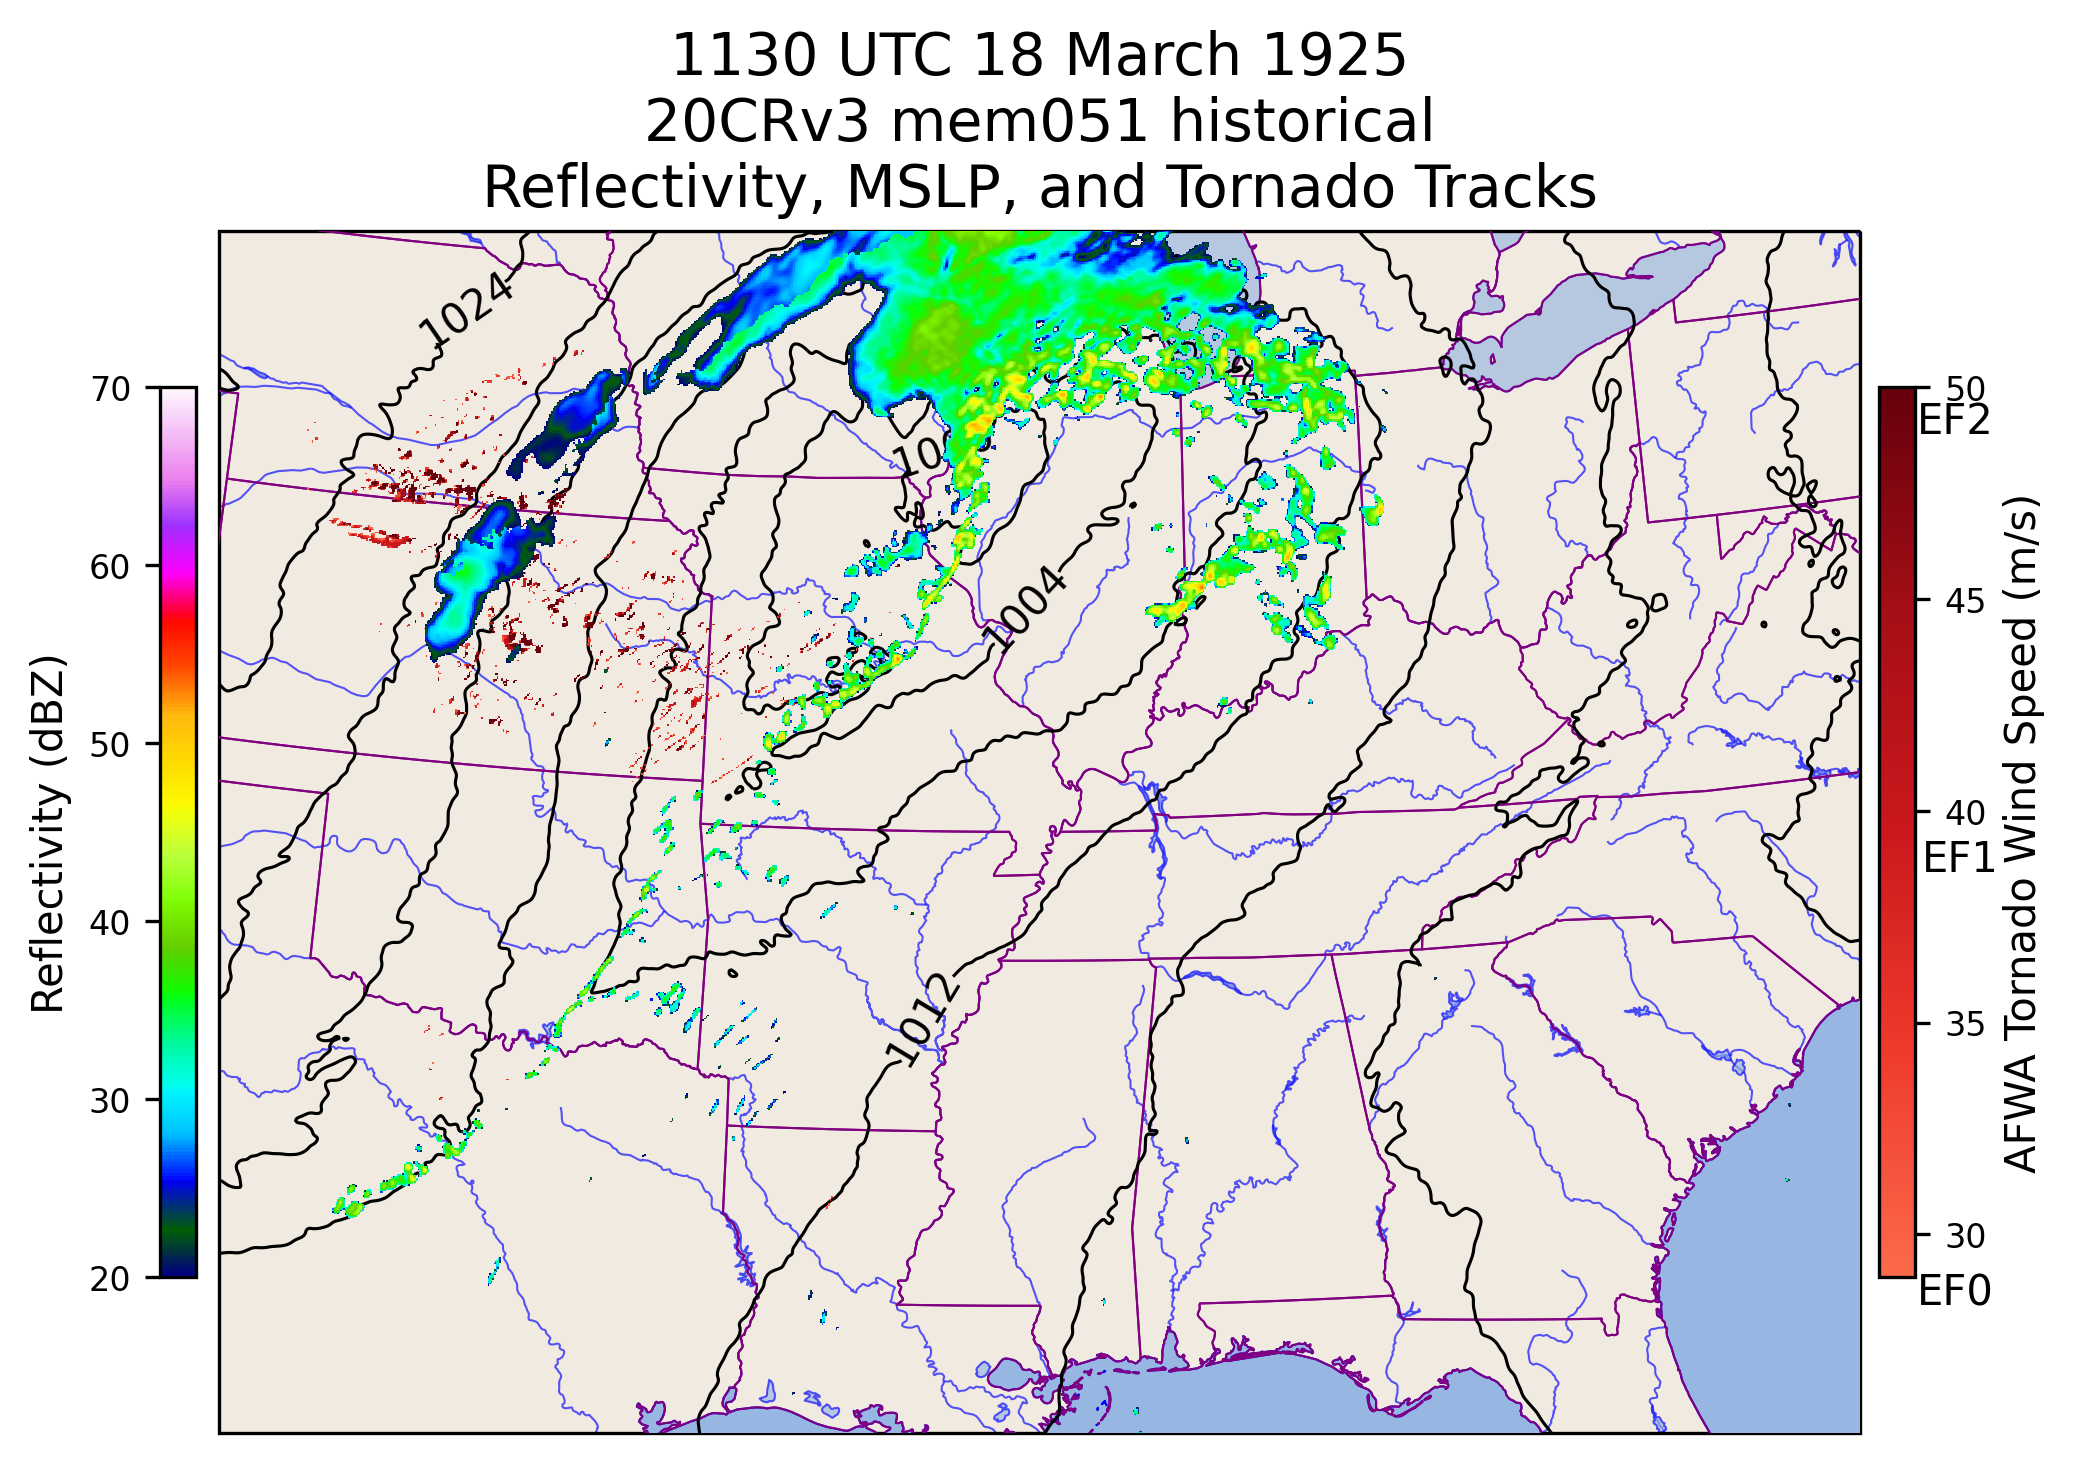 1130 UTC 18 March 1925
20CRv3 mem051 historical
Reflectivity, MSLP, and Tornado Tracks
1024
10
1004
1012
Reflectivity (dBZ)
70
60
50
40
30
20
50
EF2
45
40
EF1
35
30
EF0
AFWA Tornado Wind Speed (m/s)